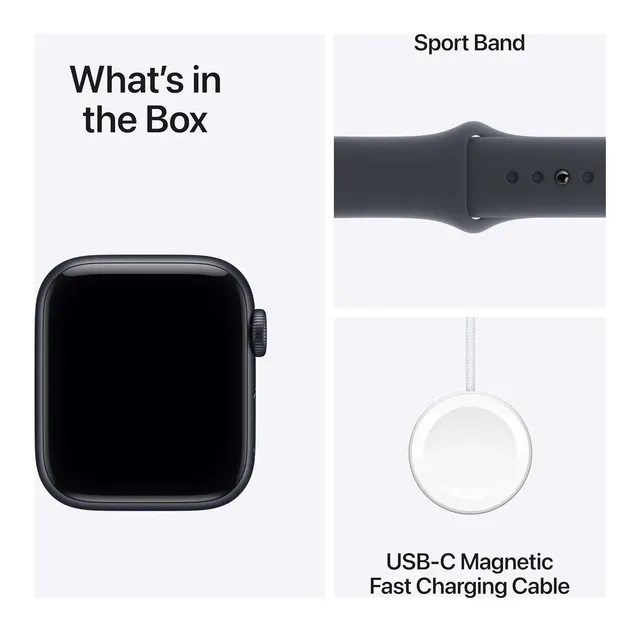 What’s in
the Box
Sport Band
USB-C Magnetic
Fast Charging Cable